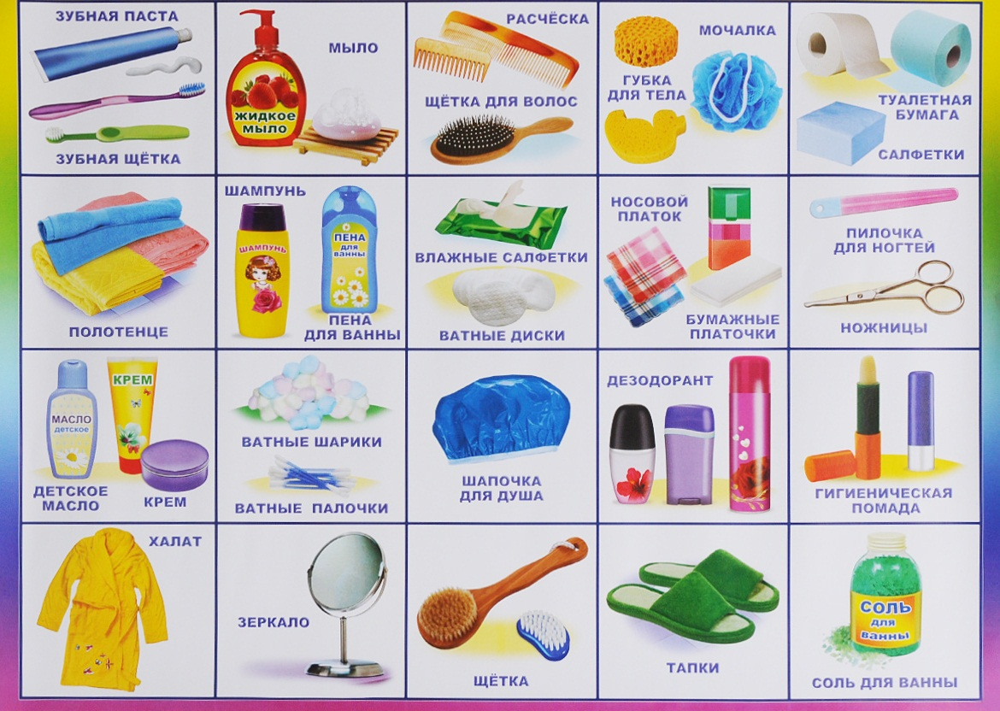 ЗУБНАЯ ПАСТА
ЗУБНАЯ ЩЁТКА
МЫЛО
ЖИДКОЕ
МЫЛО
РАСЧЁСКА
ЩЁТКА ДЛЯ ВОЛОС
МОЧАЛКА
ГУБКА
ДЛЯ ТЕЛА
ТУАЛЕТНАЯ
БУМАГА
САЛФЕТКИ
ПОЛОТЕНЦЕ
ШАМПУНЬ
ШАМПУНЬ
ПЕНА
для
ванны
ПЕНА
ДЛЯ ВАННЫ
ВЛАЖНЫЕ САЛФЕТКИ
ВАТНЫЕ ДИСКИ
НОСОВОЙ
ПЛАТОК
БУМАЖНЫЕ
ПЛАТОЧКИ
ПИЛОЧКА
ДЛЯ НОГТЕЙ
НОЖНИЦЫ
КРЕМ
МАСЛО
детское
ДЕТСКОЕ
МАСЛО
КРЕМ
ВАТНЫЕ ШАРИКИ
ВАТНЫЕ ПАЛОЧКИ
ШАПОЧКА
ДЛЯ ДУША
ДЕЗОДОРАНТ
ГИГИЕНИЧЕСКАЯ
ПОМАДА
ХАЛАТ
ЗЕРКАЛО
ЩЁТКА
ТАПКИ
СОЛЬ
для
ванны
СОЛЬ ДЛЯ ВАННЫ